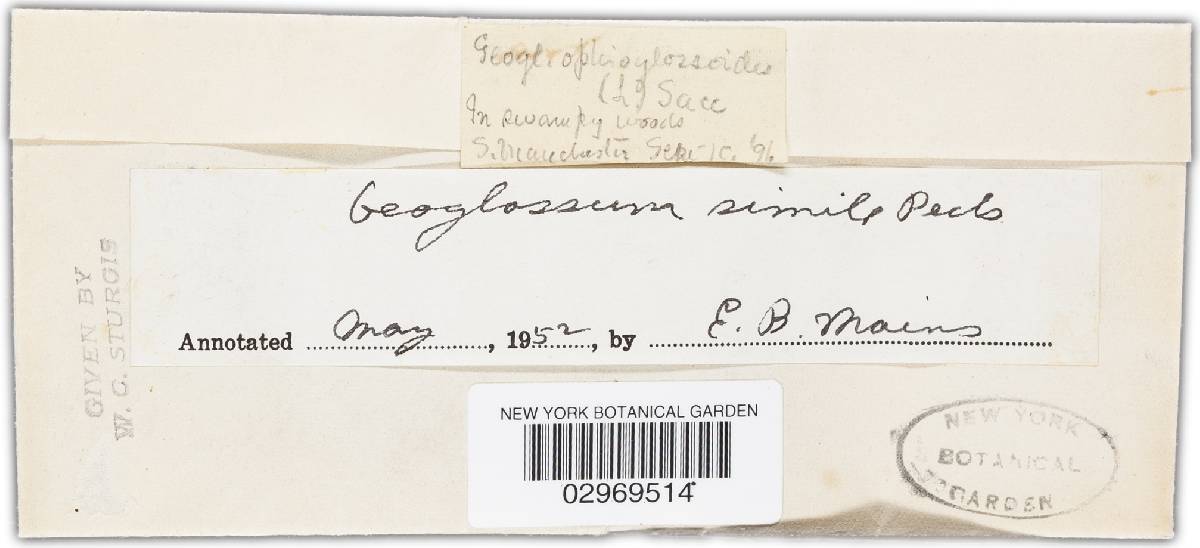 Geogl. ophioglossoides
(L) Sacc
In swampy woods
S. Manchester Sept 10. '96.
Geoglossum simile Peck
Annotated May, 1952, by E. B. Mains
GIVEN BY
W. C. STURGIS
NEW YORK BOTANICAL GARDEN
02969514
NEW YORK
BOTANICAL
GARDEN